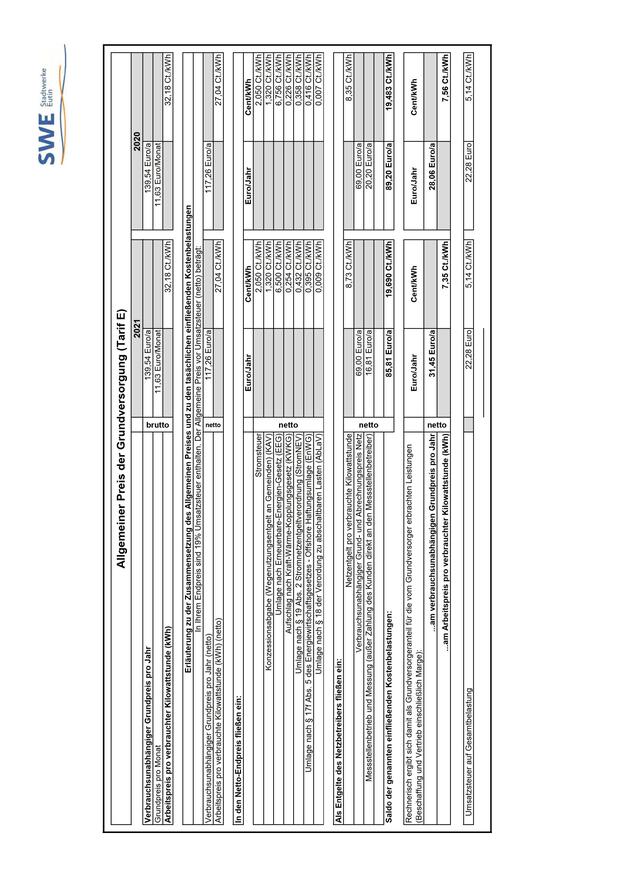 SWE Stadtwerke
Eutin
Allgemeiner Preis der Grundversorgung (Tarif E)
2021 2020
Verbrauchsunabhängiger Grundpreis pro Jahr brutto 139,54 Euro/a 139,54 Euro/a
Grundpreis pro Monat 11,63 Euro/Monat 11,63 Euro/Monat
Arbeitspreis pro verbrauchter Kilowattstunde (kWh) 32,18 Ct./kWh 32,18 Ct./kWh
Erläuterung zu der Zusammensetzung des Allgemeinen Preises und zu den tasächlichen einfließenden Kostenbelastungen
In Ihrem Endpreis sind 19% Umsatzsteuer enthalten. Der Allgemeine Preis vor Umsatzsteuer (netto) beträgt:
Verbrauchsunabhängiger Grundpreis pro Jahr (netto) netto 117,26 Euro/a 117,26 Euro/a
Arbeitspreis pro verbrauchte Kilowattstunde (kWh) (netto) 27,04 Ct./kWh 27,04 Ct./kWh
In den Netto-Endpreis fließen ein: Euro/Jahr Cent/kWh Euro/Jahr Cent/kWh
Stromsteuer 2,050 Ct./kWh 2,050 Ct./kWh
Konzessionsabgabe (Wegenutzungsentgelt an Gemeinden) (KAV) 1,320 Ct./kWh 1,320 Ct./kWh
Umlage nach Erneuerbare-Energien-Gesetz (EEG) 6,500 Ct./kWh 6,756 Ct./kWh
Aufschlag nach Kraft-Wärme-Kopplungsgesetz (KWKG) netto 0,254 Ct./kWh 0,226 Ct./kWh
Umlage nach § 19 Abs. 2 Stromnetzentgeltverordnung (StromNEV) 0,432 Ct./kWh 0,358 Ct./kWh
Umlage nach § 17f Abs. 5 des Energiewirtschaftsgesetzes - Offshore Haftungsumlage (EnWG) 0,395 Ct./kWh 0,416 Ct./kWh
Umlage nach § 18 der Verordung zu abschaltbaren Lasten (AbLaV) 0,009 Ct./kWh 0,007 Ct./kWh
Als Entgelte des Netzbetreibers fließen ein:
Netzentgelt pro verbrauchte Kilowattstunde 8,73 Ct./kWh 8,35 Ct./kWh
Verbrauchsunabhängiger Grund- und Abrechnungspreis Netz netto 69,00 Euro/a 69,00 Euro/a
Messstellenbetrieb und Messung (außer Zahlung des Kunden direkt an den Messstellenbetreiber) 16,81 Euro/a 20,20 Euro/a
Saldo der genannten einfließenden Kostenbelastungen: 85,81 Euro/a 19,690 Ct./kWh 89,20 Euro/a 19,483 Ct./kWh
Rechnerisch ergibt sich damit als Grundversorgeranteil für die vom Grundversorger erbrachten Leistungen Euro/Jahr Cent/kWh Euro/Jahr Cent/kWh
(Beschaffung und Vertrieb einschließlich Marge):
...am verbrauchsunabhängigen Grundpreis pro Jahr netto 31,45 Euro/a 28,06 Euro/a
...am Arbeitspreis pro verbrauchter Kilowattstunde (kWh) 7,35 Ct./kWh 7,56 Ct./kWh
Umsatzsteuer auf Gesamtbelastung 22,28 Euro 5,14 Ct/kWh 22,28 Euro 5,14 Ct/kWh